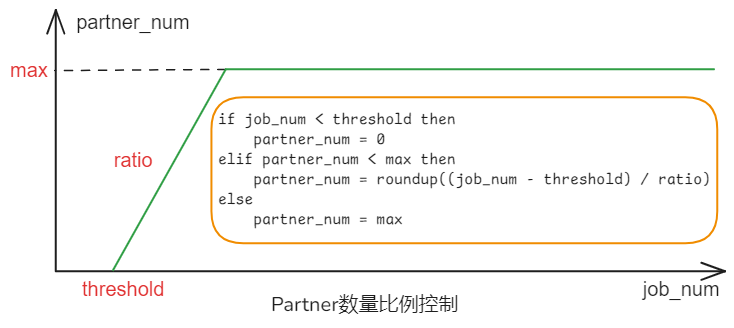 partner_num
max
if job_num < threshold then
    partner_num = 0
elif partner_num < max then
    partner_num = roundup((job_num - threshold) / ratio)
else
    partner_num = max
ratio
threshold
job_num
Partner数量比例控制